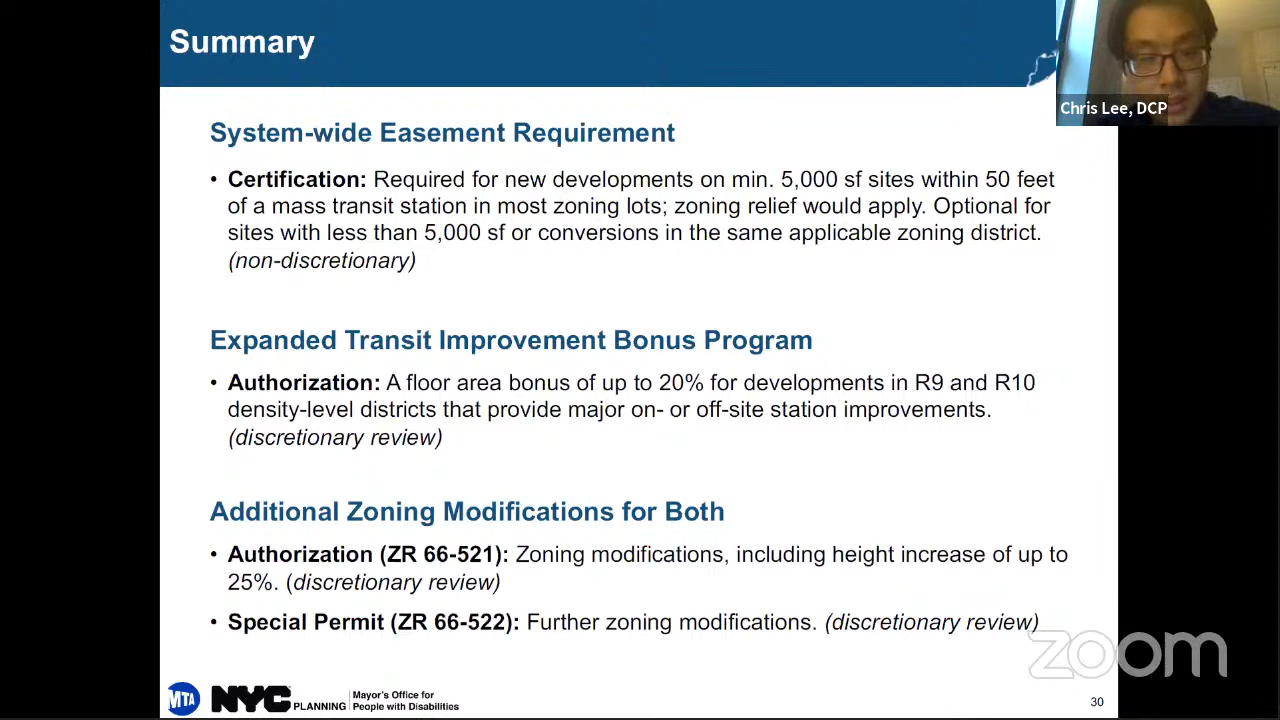 Summary
Chris Lee, DCP
System-wide Easement Requirement
• Certification: Required for new developments on min. 5,000 sf sites within 50 feet
of a mass transit station in most zoning lots; zoning relief would apply. Optional for
sites with less than 5,000 sf or conversions in the same applicable zoning district.
(non-discretionary)
Expanded Transit Improvement Bonus Program
• Authorization: A floor area bonus of up to 20% for developments in R9 and R10
density-level districts that provide major on- or off-site station improvements.
(discretionary review)
Additional Zoning Modifications for Both
• Authorization (ZR 66-521): Zoning modifications, including height increase of up to
25%. (discretionary review)
• Special Permit (ZR 66-522): Further zoning modifications. (discretionary review)
zoom
MTA
NYC PLANNING
Mayor's Office for
People with Disabilities
30